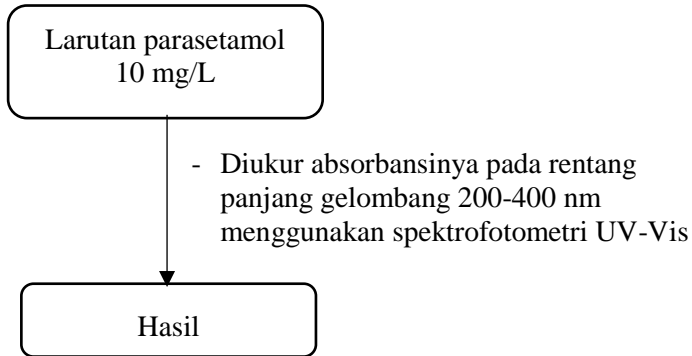 Larutan parasetamol
10 mg/L
- Diukur absorbansinya pada rentang
panjang gelombang 200-400 nm
menggunakan spektrofotometri UV-Vis
Hasil